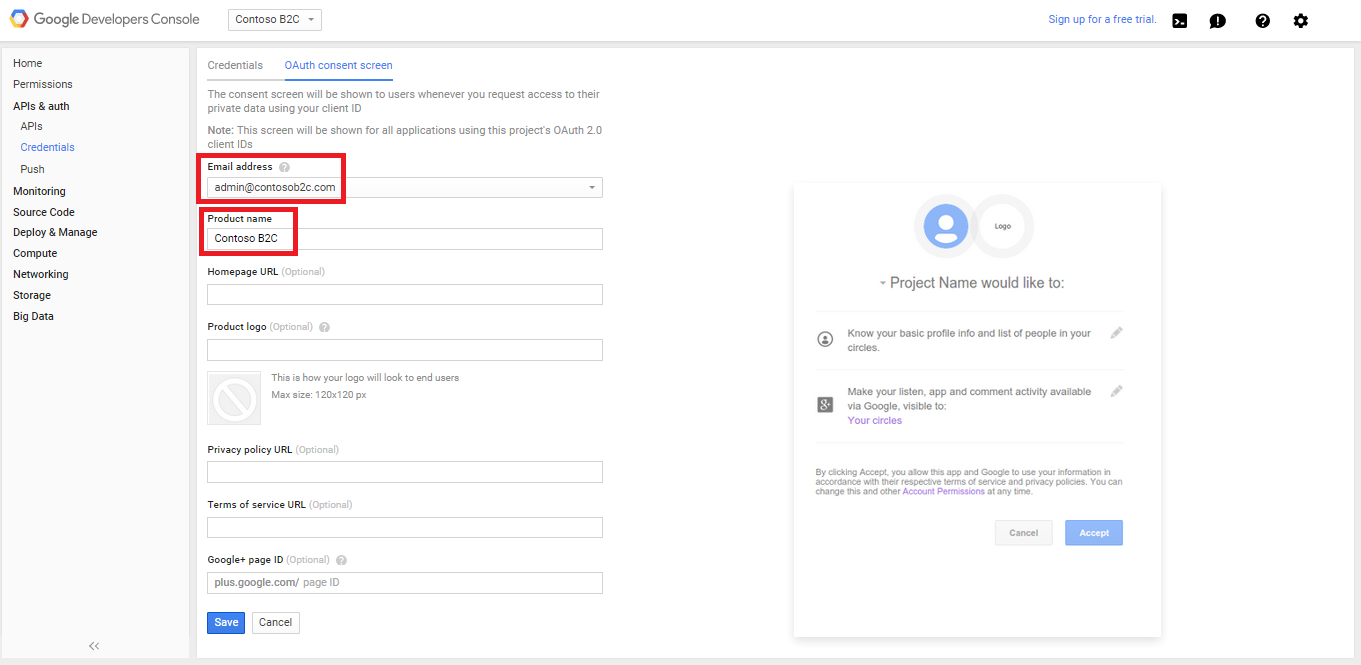 Google Developers Console
Contoso B2C
Sign up for a free trial.
Home
Permissions
APIs & auth
APIs
Credentials
Push
Monitoring
Source Code
Deploy & Manage
Compute
Networking
Storage
Big Data
Credentials
OAuth consent screen
The consent screen will be shown to users whenever you request access to their
private data using your client ID
Note: This screen will be shown for all applications using this project's OAuth 2.0
client IDs
Email address
admin@contosob2c.com
Product name
Contoso B2C
Homepage URL (Optional)
Product logo (Optional)
This is how your logo will look to end users
Max size: 120x120 px
Privacy policy URL (Optional)
Terms of service URL (Optional)
Google+ page ID (Optional)
plus.google.com/ page ID
Save
Cancel
Logo
Project Name would like to:
Know your basic profile info and list of people in your
circles.
Make your listen, app and comment activity available
via Google, visible to:
Your circles
By clicking Accept, you allow this app and Google to use your information in
accordance with their respective terms of service and privacy policies. You can
change this and other Account Permissions at any time.
Cancel
Accept